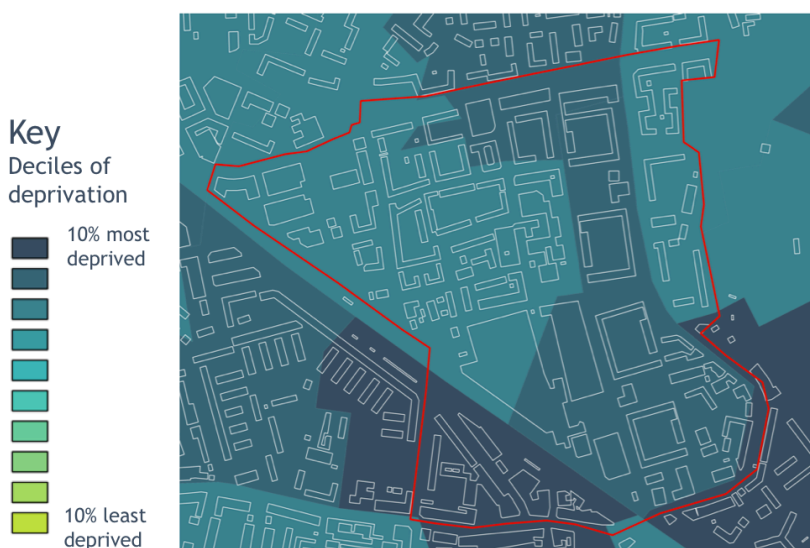 Key
Deciles of
deprivation
10% most
deprived
10% least
deprived